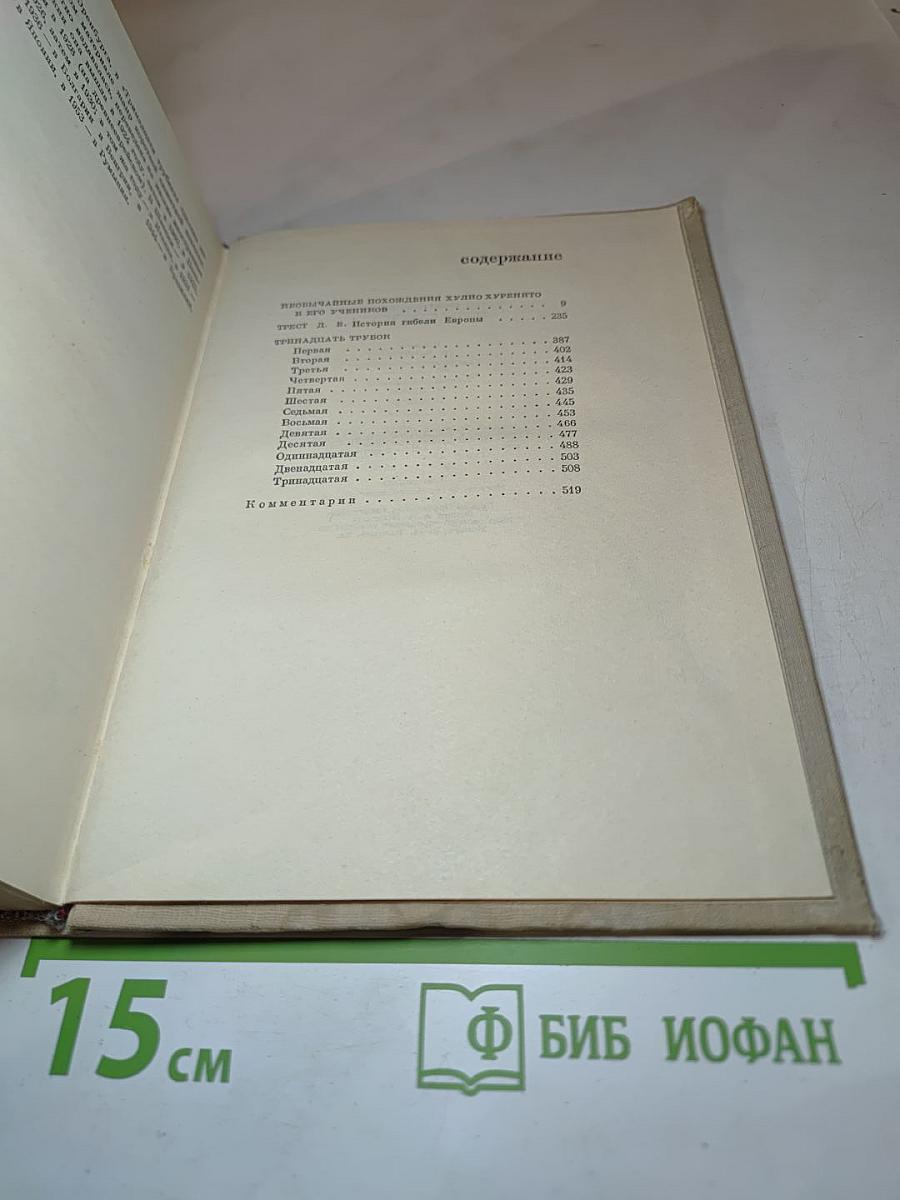 содержание
НЕОБЫЧАЙНЫЕ ПОХОЖДЕНИЯ ХУЛИО ХУРЕНИТО
И ЕГО УЧЕНИКОВ . . . . . . . . . . . . . 9
ТРЕСТ Д. Е. История гибели Европы . . . . . 235
ТРИНАДЦАТЬ ТРУБОК
Первая . . . . . . . . . . . . . . . . . 387
Вторая . . . . . . . . . . . . . . . . . 402
Третья . . . . . . . . . . . . . . . . . 414
Четвертая . . . . . . . . . . . . . . . . 423
Пятая . . . . . . . . . . . . . . . . . 429
Шестая . . . . . . . . . . . . . . . . . 435
Седьмая . . . . . . . . . . . . . . . . . 445
Восьмая . . . . . . . . . . . . . . . . . 453
Девятая . . . . . . . . . . . . . . . . . 466
Десятая . . . . . . . . . . . . . . . . . 477
Одиннадцатая . . . . . . . . . . . . . . 488
Двенадцатая . . . . . . . . . . . . . . . 503
Тринадцатая . . . . . . . . . . . . . . . 508
Комментарии . . . . . . . . . . . . . . . 519
15 см
Ф БИБ ИОФАН